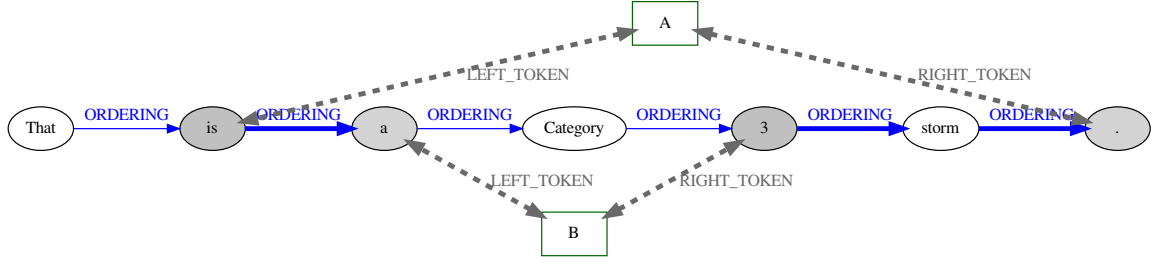 A
LEFT_TOKEN RIGHT_TOKEN
ORDERING ORDERING ORDERING ORDERING ORDERING ORDERING
That is a Category 3 storm .
LEFT_TOKEN RIGHT_TOKEN
B